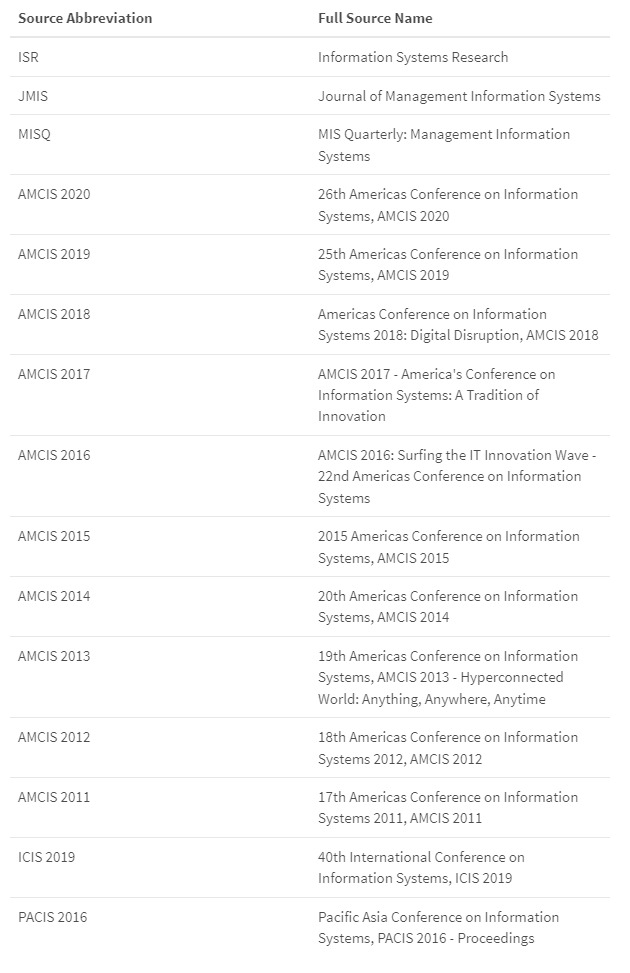 Source Abbreviation Full Source Name
ISR Information Systems Research
JMIS Journal of Management Information Systems
MISQ MIS Quarterly: Management Information
Systems
AMCIS 2020 26th Americas Conference on Information
Systems, AMCIS 2020
AMCIS 2019 25th Americas Conference on Information
Systems, AMCIS 2019
AMCIS 2018 Americas Conference on Information
Systems 2018: Digital Disruption, AMCIS 2018
AMCIS 2017 AMCIS 2017 - America's Conference on
Information Systems: A Tradition of
Innovation
AMCIS 2016 AMCIS 2016: Surfing the IT Innovation Wave -
22nd Americas Conference on Information
Systems
AMCIS 2015 2015 Americas Conference on Information
Systems, AMCIS 2015
AMCIS 2014 20th Americas Conference on Information
Systems, AMCIS 2014
AMCIS 2013 19th Americas Conference on Information
Systems, AMCIS 2013 - Hyperconnected
World: Anything, Anywhere, Anytime
AMCIS 2012 18th Americas Conference on Information
Systems 2012, AMCIS 2012
AMCIS 2011 17th Americas Conference on Information
Systems 2011, AMCIS 2011
ICIS 2019 40th International Conference on
Information Systems, ICIS 2019
PACIS 2016 Pacific Asia Conference on Information
Systems, PACIS 2016 - Proceedings